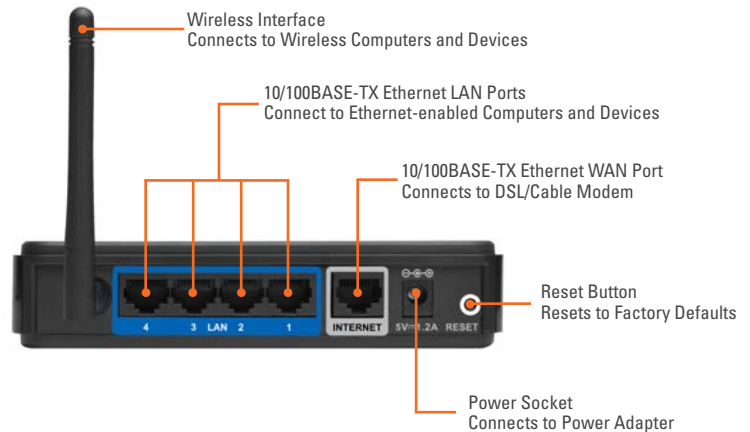 Wireless Interface
Connects to Wireless Computers and Devices
10/100BASE-TX Ethernet LAN Ports
Connect to Ethernet-enabled Computers and Devices
10/100BASE-TX Ethernet WAN Port
Connects to DSL/Cable Modem
Reset Button
Resets to Factory Defaults
4 3 LAN 2 1 INTERNET 5V⎓1.2A RESET
Power Socket
Connects to Power Adapter